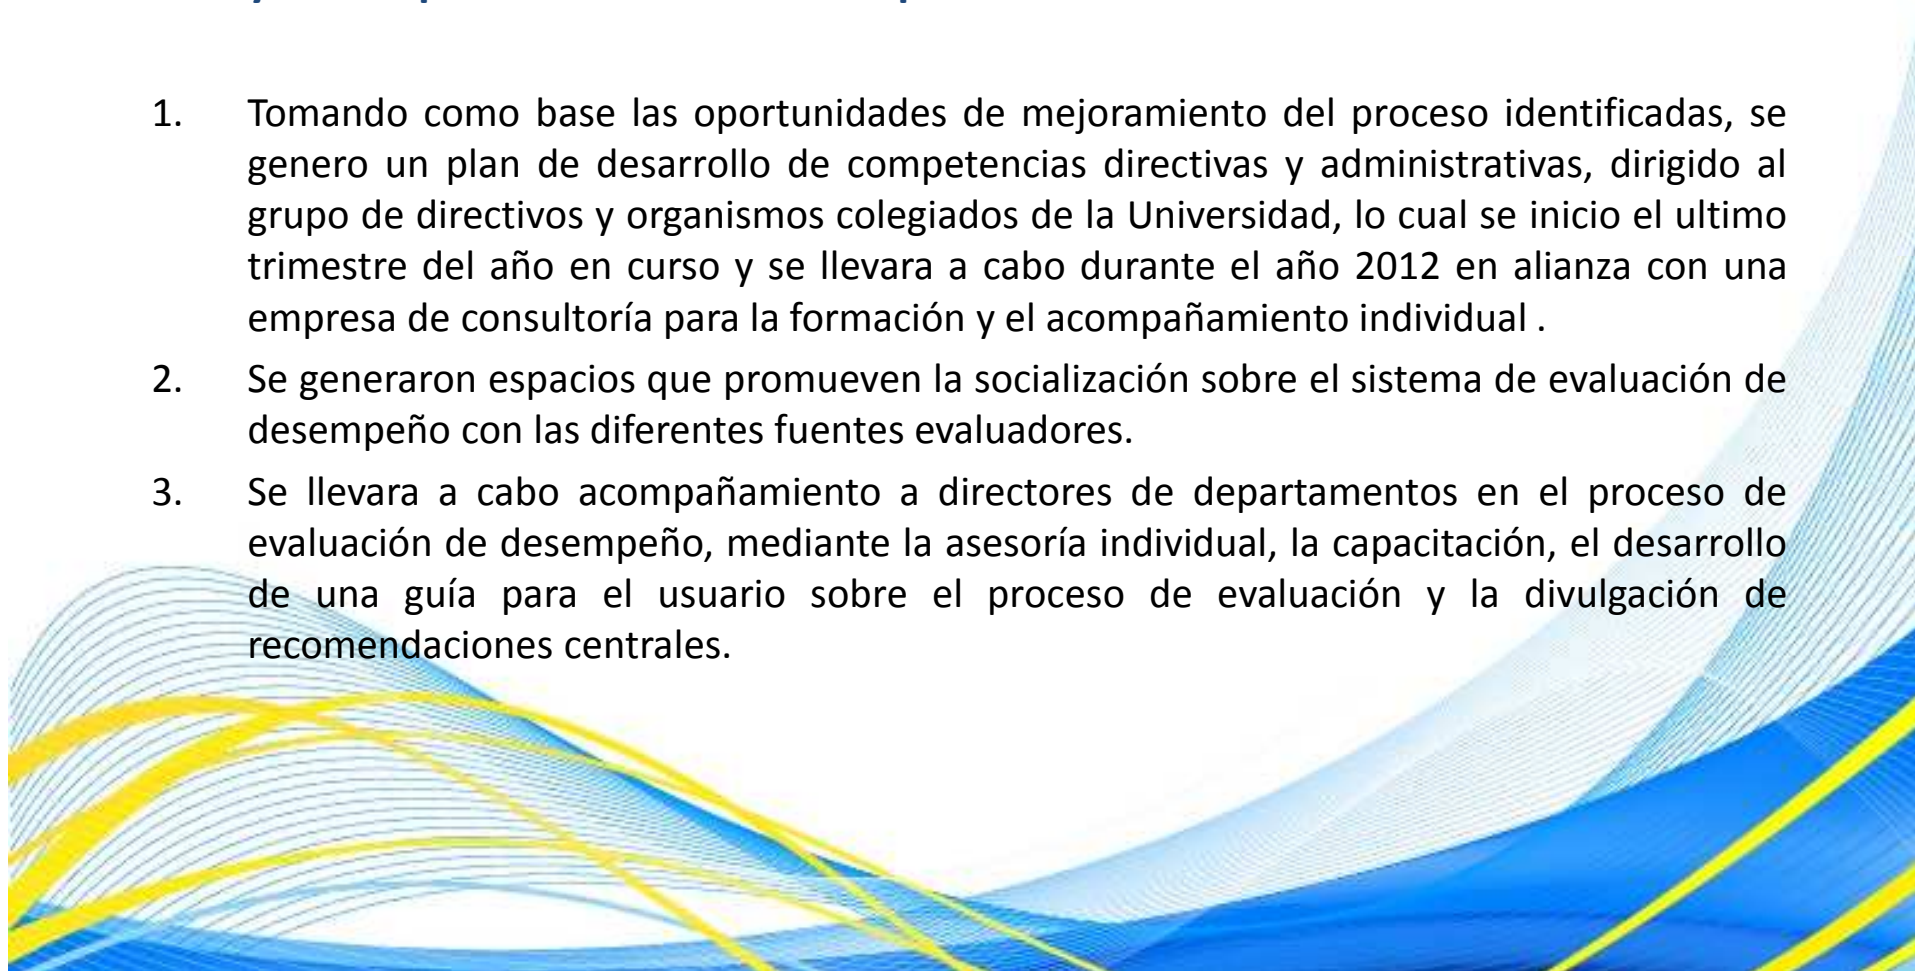 1. Tomando como base las oportunidades de mejoramiento del proceso identificadas, se
genero un plan de desarrollo de competencias directivas y administrativas, dirigido al
grupo de directivos y organismos colegiados de la Universidad, lo cual se inicio el ultimo
trimestre del año en curso y se llevara a cabo durante el año 2012 en alianza con una
empresa de consultoría para la formación y el acompañamiento individual .
2. Se generaron espacios que promueven la socialización sobre el sistema de evaluación de
desempeño con las diferentes fuentes evaluadores.
3. Se llevara a cabo acompañamiento a directores de departamentos en el proceso de
evaluación de desempeño, mediante la asesoría individual, la capacitación, el desarrollo
de una guía para el usuario sobre el proceso de evaluación y la divulgación de
recomendaciones centrales.